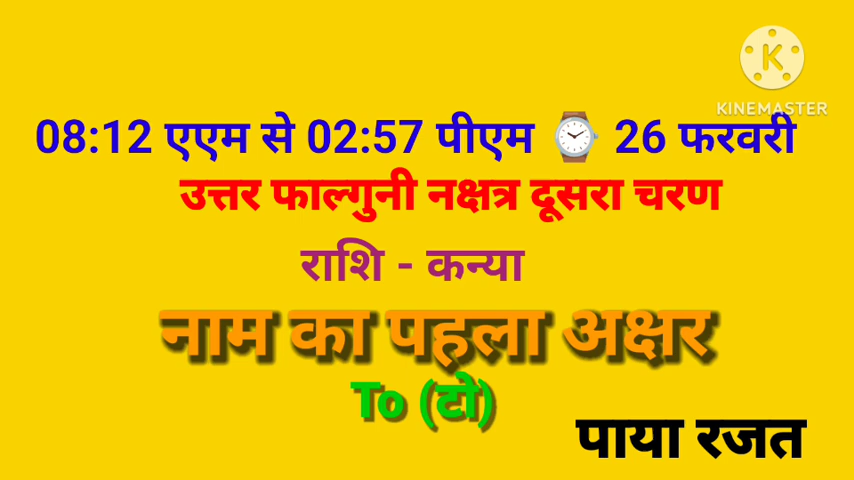 KINEMASTER
08:12 एएम से 02:57 पीएम ⌚ 26 फरवरी
उत्तर फाल्गुनी नक्षत्र दूसरा चरण
राशि - कन्या
नाम का पहला अक्षर
To (टो)
पाया रजत